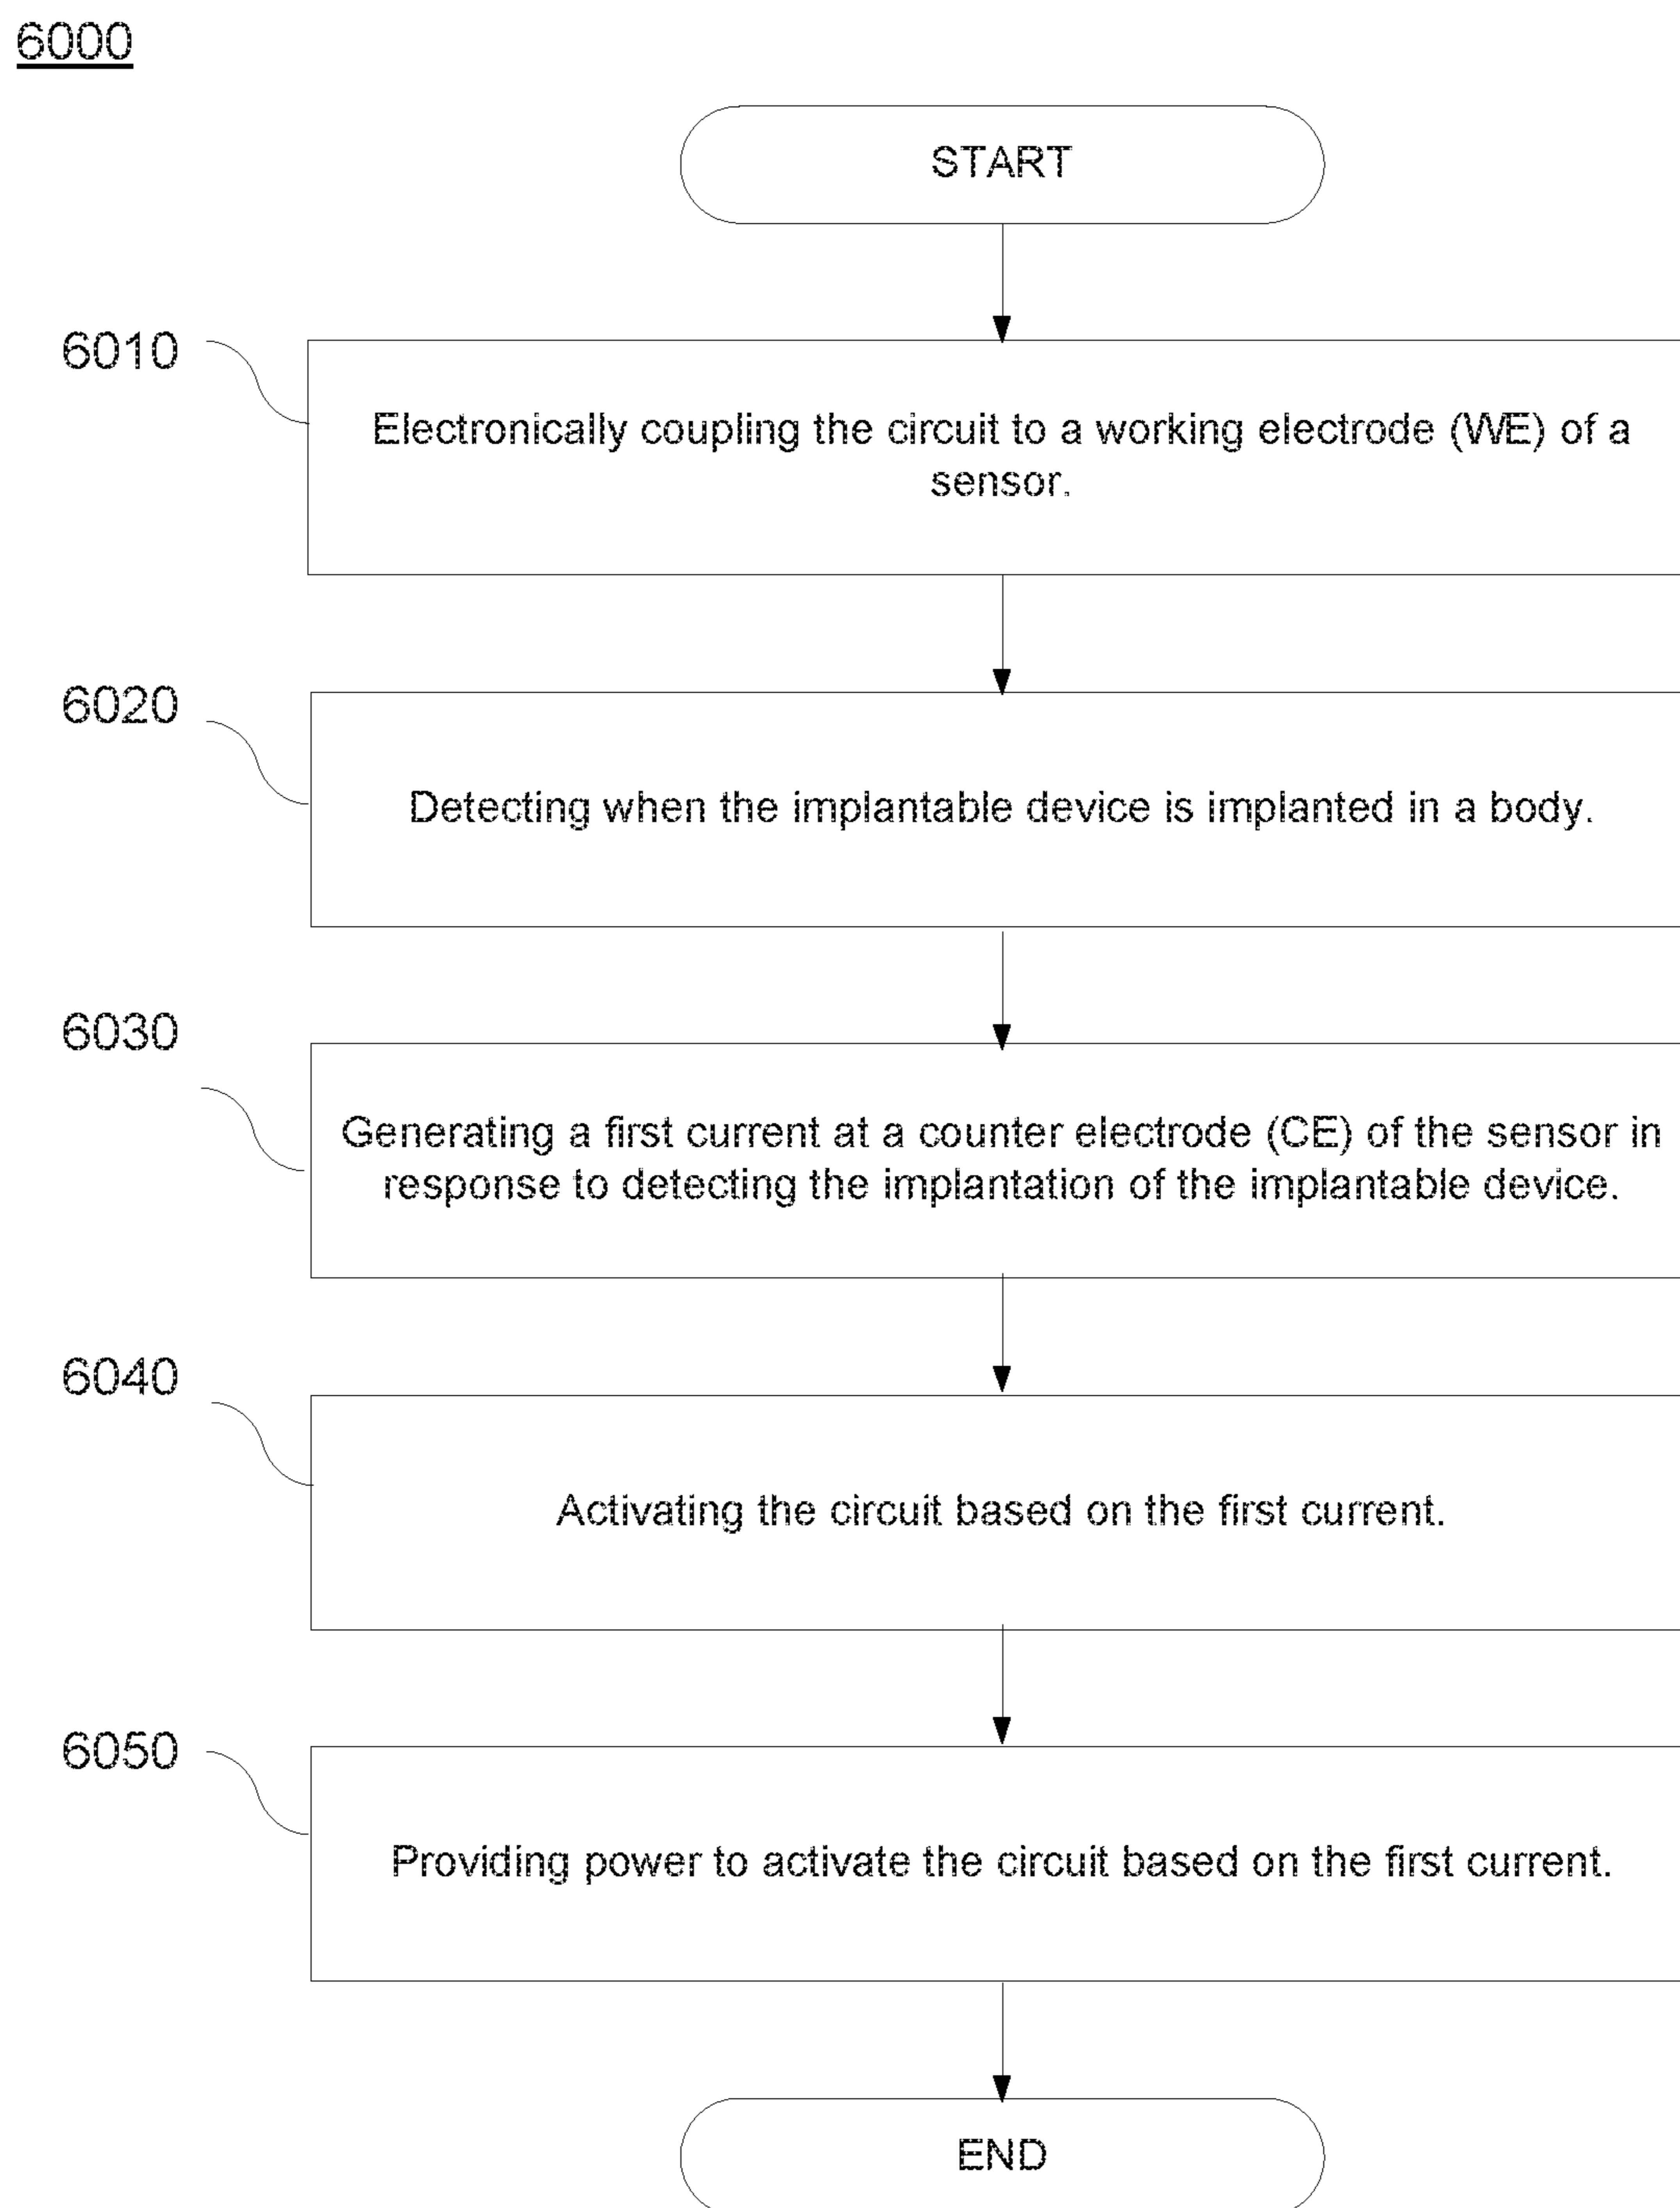 6000
START
6010
Electronically coupling the circuit to a working electrode (WE) of a
sensor.
6020
Detecting when the implantable device is implanted in a body.
6030
Generating a first current at a counter electrode (CE) of the sensor in
response to detecting the implantation of the implantable device.
6040
Activating the circuit based on the first current.
6050
Providing power to activate the circuit based on the first current.
END